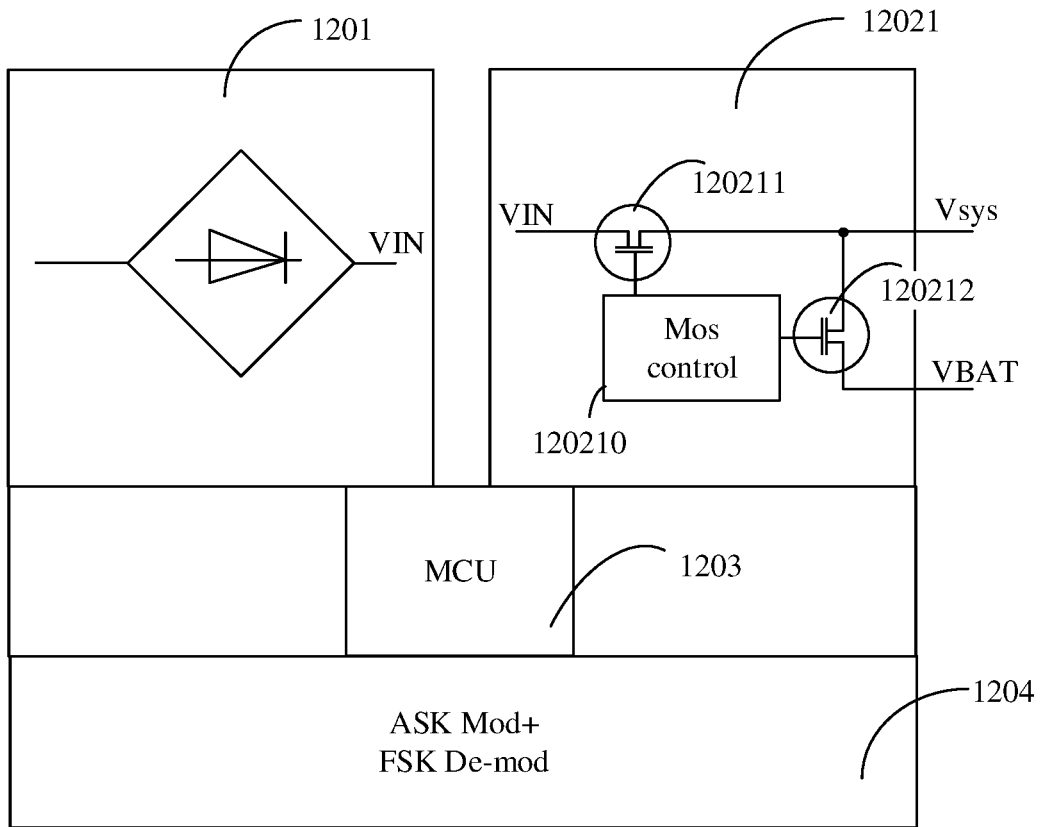 1201
12021
120211
VIN
Vsys
VIN
120212
Mos
control
VBAT
120210
MCU
1203
1204
ASK Mod+
FSK De-mod